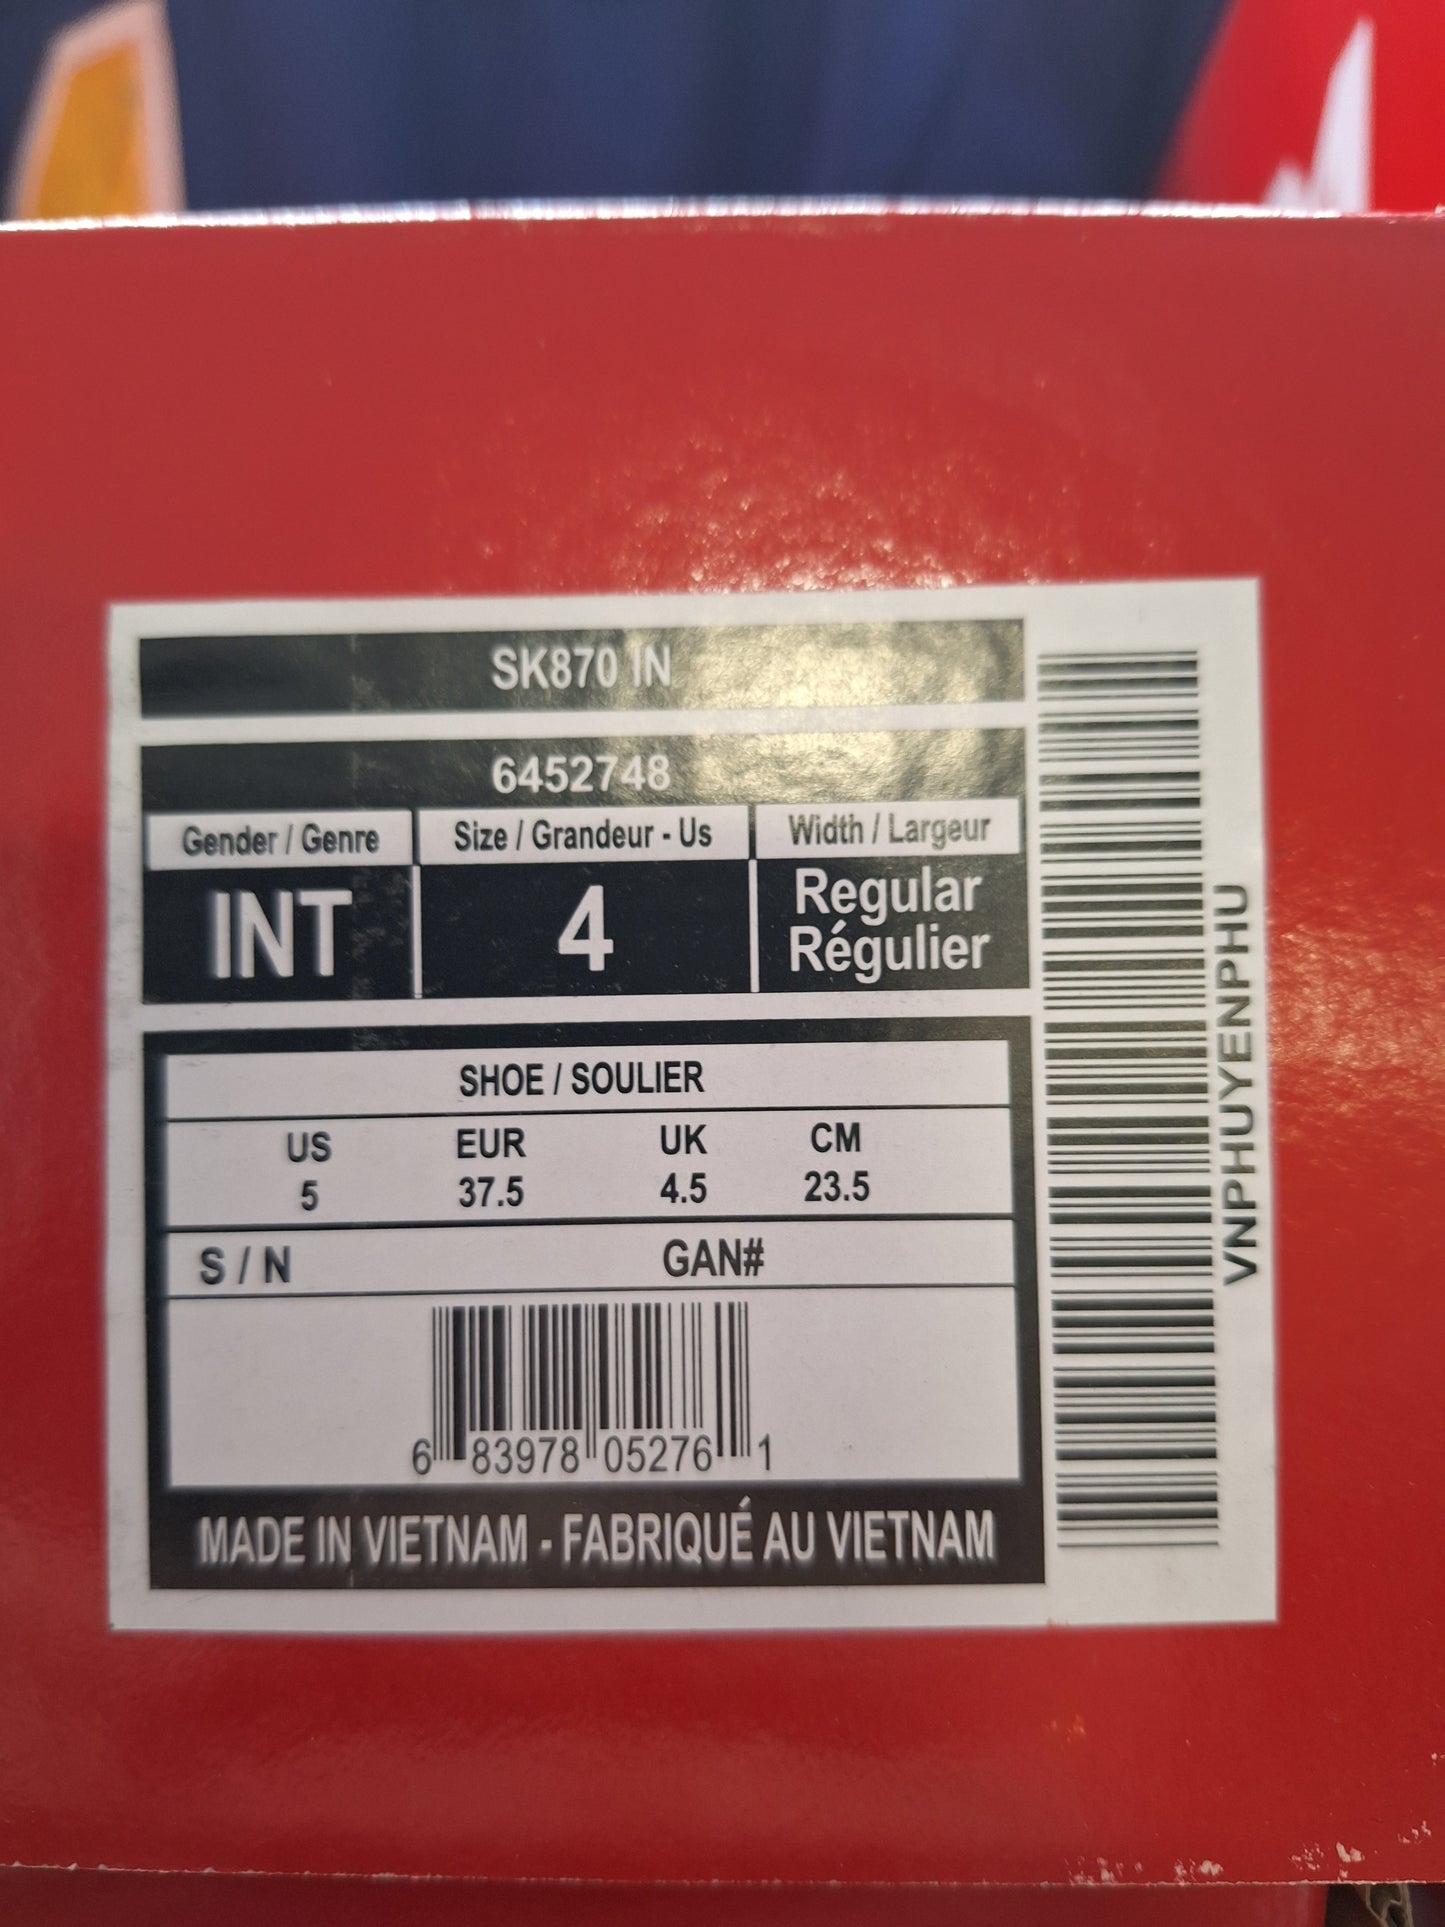 SK870 IN
6452748
Gender / Genre
INT
Size / Grandeur - Us
4
Width / Largeur
Regular
Régulier
SHOE / SOULIER
US EUR UK CM
5 37.5 4.5 23.5
S / N GAN#
6 83978 05276 1
MADE IN VIETNAM - FABRIQUÉ AU VIETNAM
VNPHUYENPHU